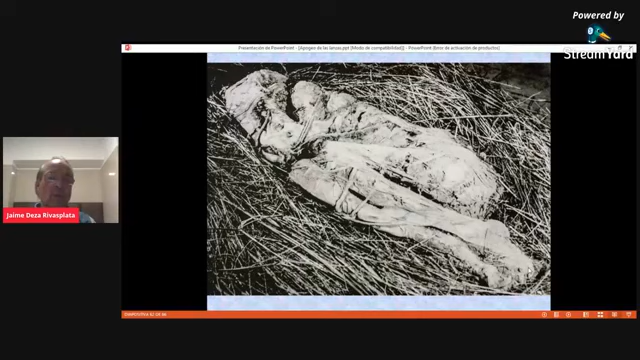 Powered by
StreamYard
Presentación de PowerPoint - [Apogeo de las lanzas.ppt [Modo de compatibilidad]] - PowerPoint (Error de activación de productos)
Jaime Deza Rivasplata